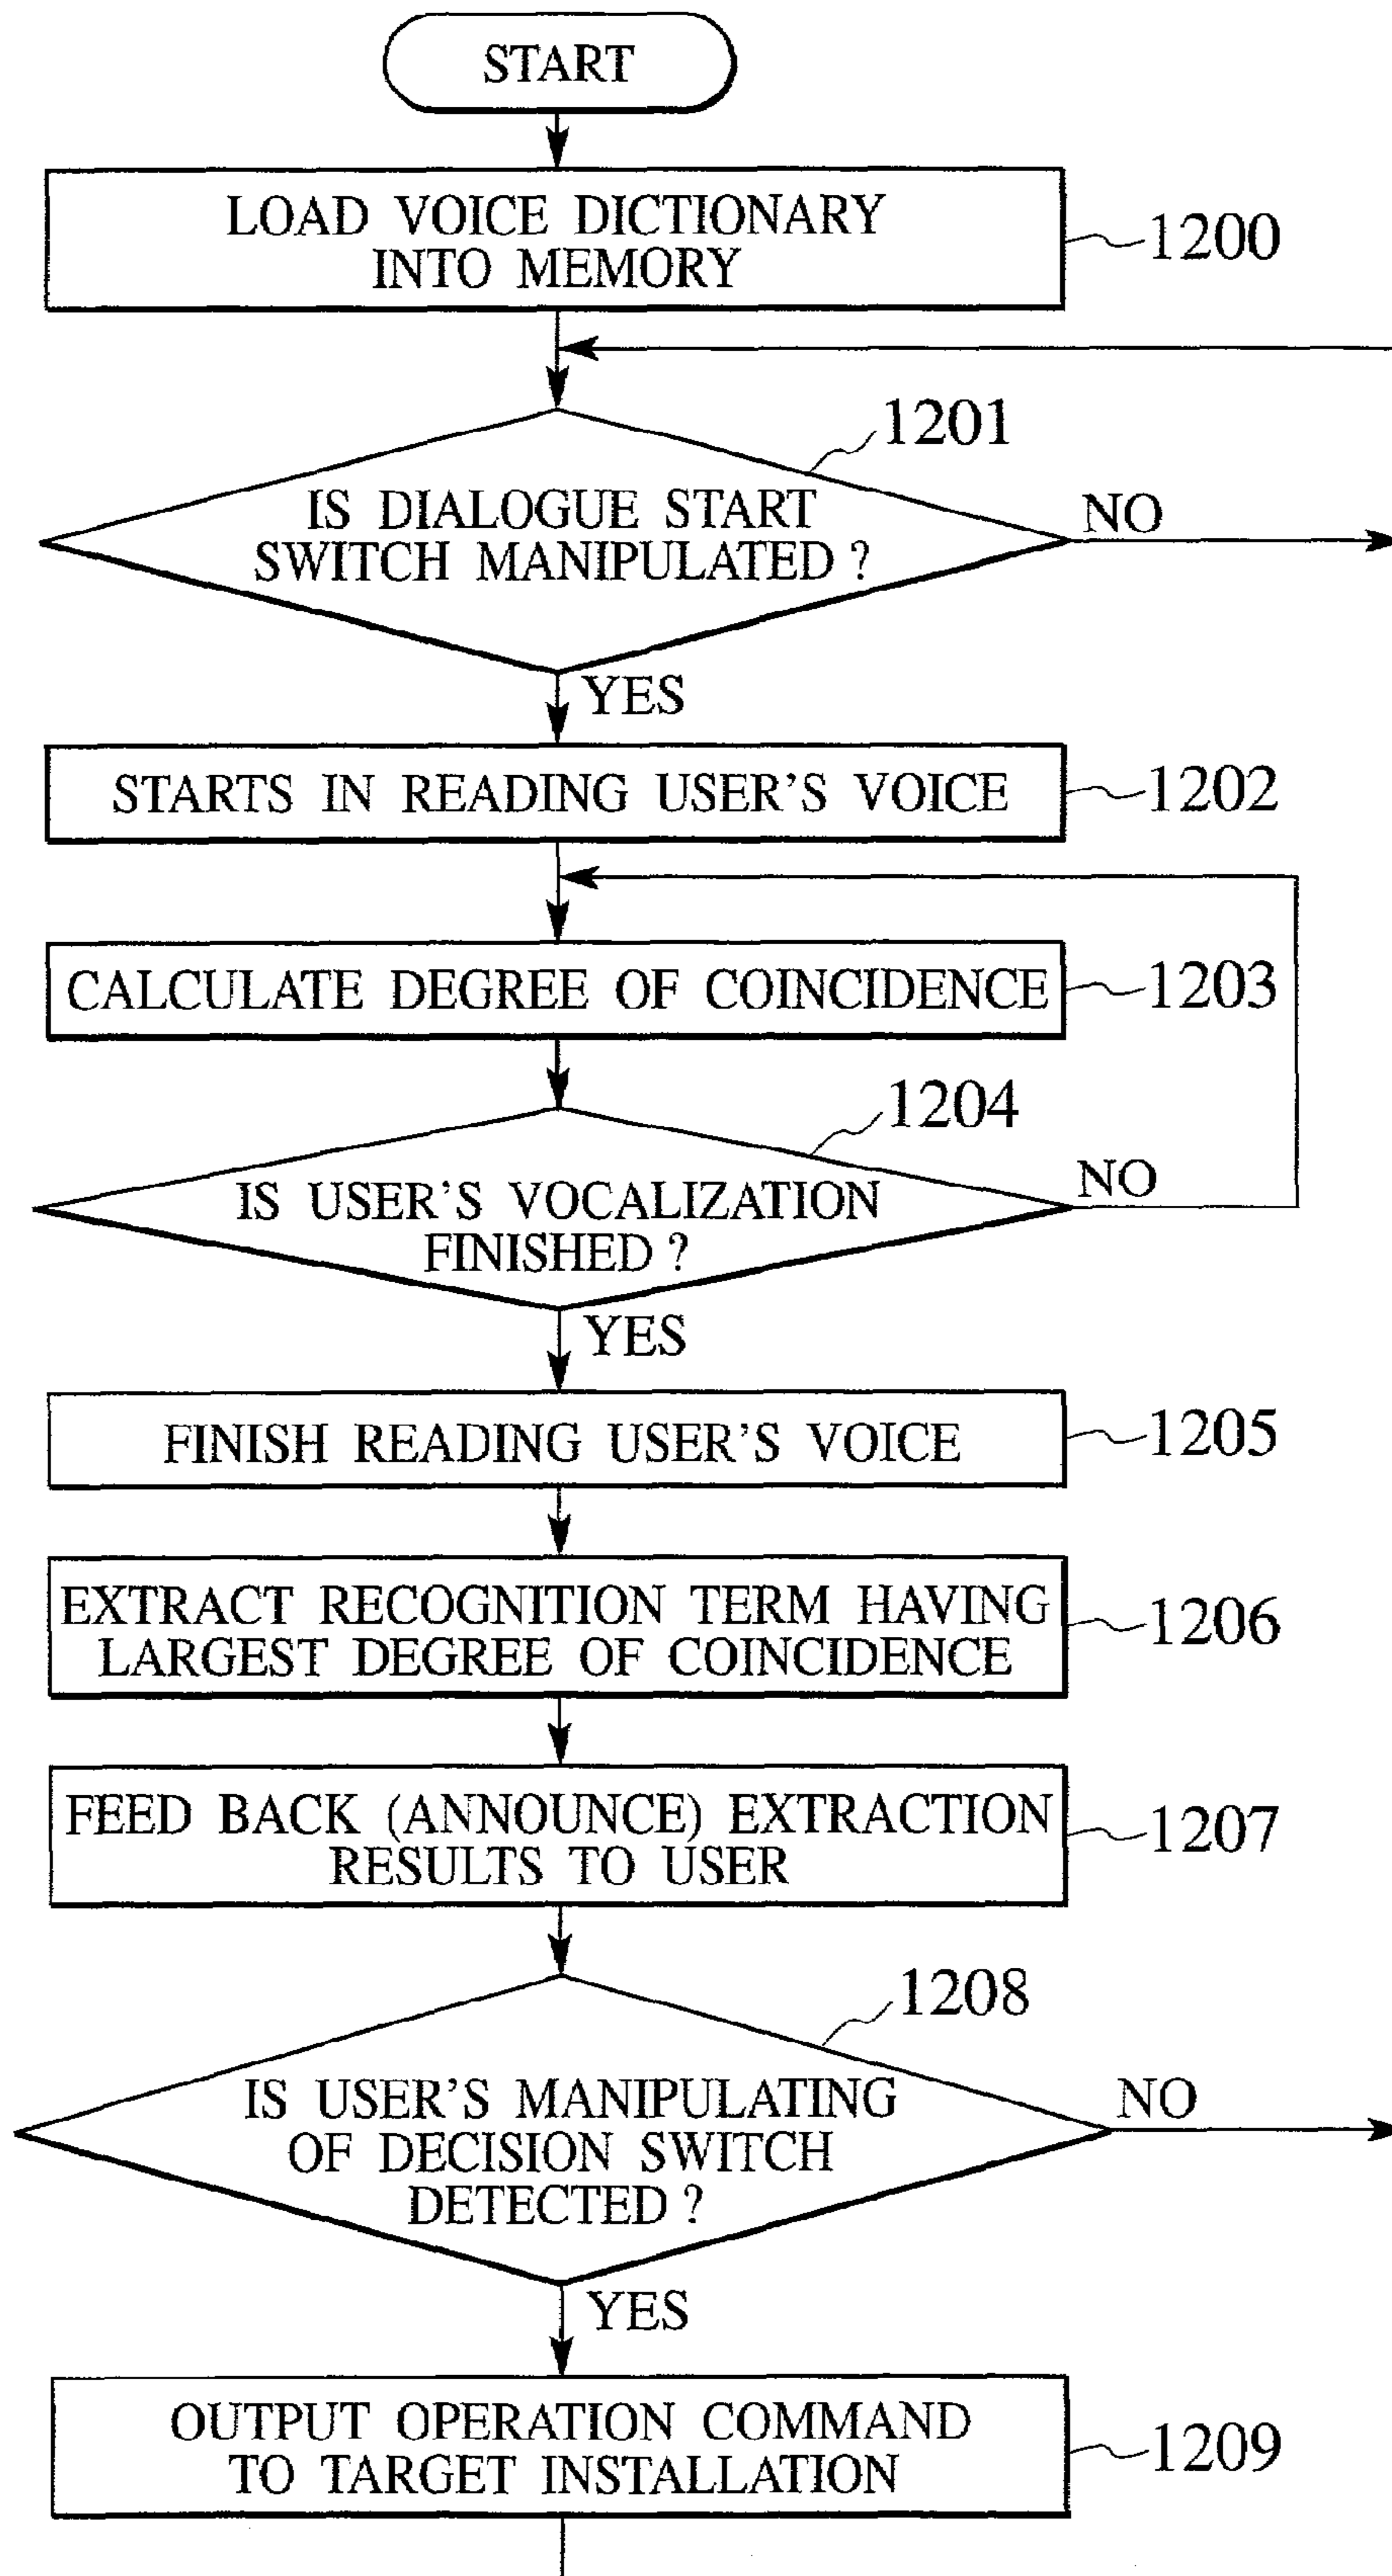 START
LOAD VOICE DICTIONARY
INTO MEMORY
1200
1201
IS DIALOGUE START
SWITCH MANIPULATED ?
NO
YES
STARTS IN READING USER'S VOICE
1202
CALCULATE DEGREE OF COINCIDENCE
1203
1204
IS USER'S VOCALIZATION
FINISHED ?
NO
YES
FINISH READING USER'S VOICE
1205
EXTRACT RECOGNITION TERM HAVING
LARGEST DEGREE OF COINCIDENCE
1206
FEED BACK (ANNOUNCE) EXTRACTION
RESULTS TO USER
1207
1208
IS USER'S MANIPULATING
OF DECISION SWITCH
DETECTED ?
NO
YES
OUTPUT OPERATION COMMAND
TO TARGET INSTALLATION
1209